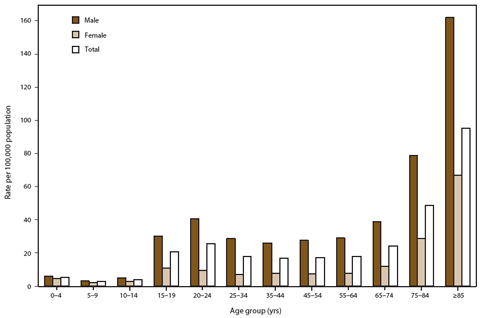 Male
Female
Total
Rate per 100,000 population
160
140
120
100
80
60
40
20
0
0–4 5–9 10–14 15–19 20–24 25–34 35–44 45–54 55–64 65–74 75–84 ≥85
Age group (yrs)